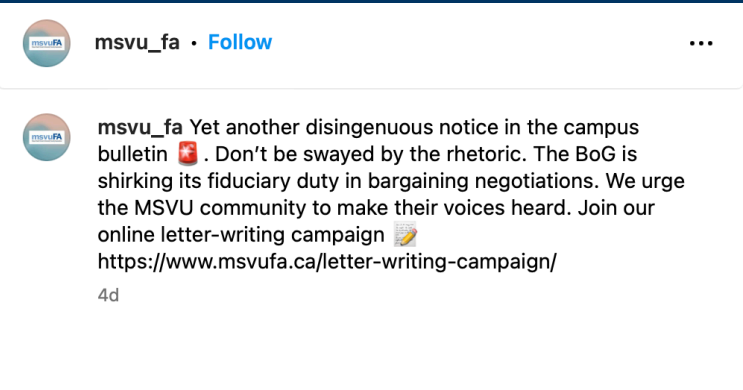 msvuFA
msvu_fa • Follow
msvuFA
msvu_fa Yet another disingenuous notice in the campus
bulletin 🚨 . Don’t be swayed by the rhetoric. The BoG is
shirking its fiduciary duty in bargaining negotiations. We urge
the MSVU community to make their voices heard. Join our
online letter-writing campaign 📝
https://www.msvufa.ca/letter-writing-campaign/
4d